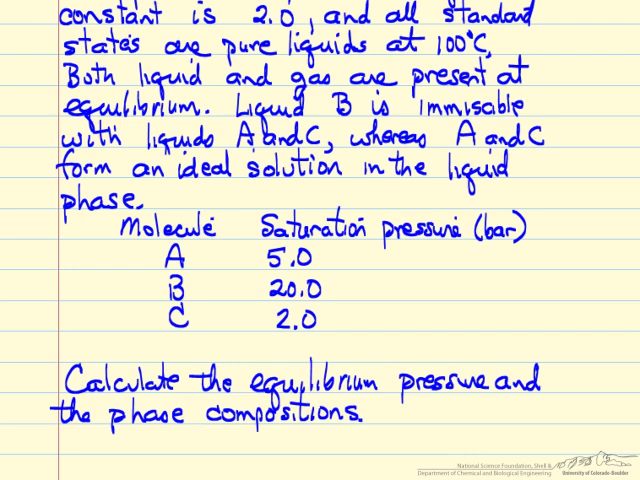 constant is 2.0, and all standard
states are pure liquids at 100°C.
Both liquid and gas are present at
equilibrium. Liquid B is immisable
with liquids A and C, whereas A and C
form an ideal solution in the liquid
phase.
Molecule Saturation pressure (bar)
A 5.0
B 20.0
C 2.0
Calculate the equilibrium pressure and
the phase compositions.
National Science Foundation, Shell &
Department of Chemical and Biological Engineering
University of Colorado-Boulder